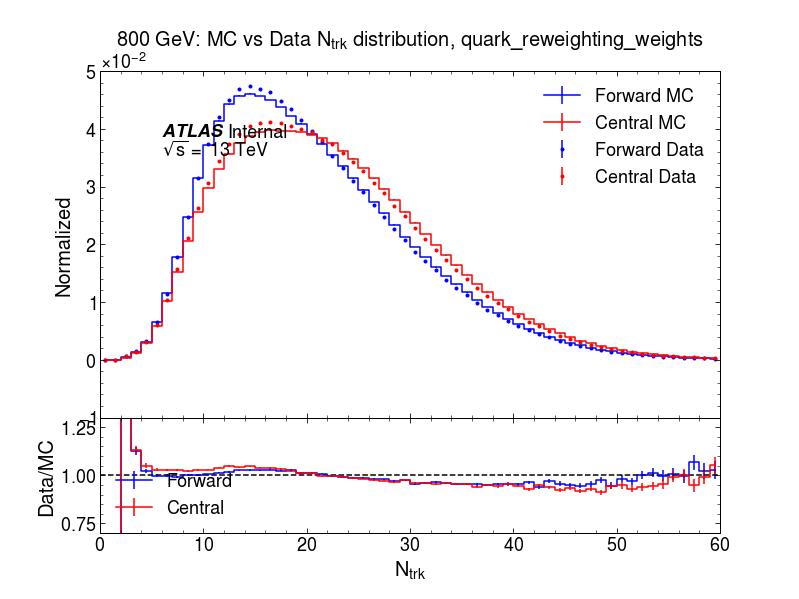 800 GeV: MC vs Data N_trk distribution, quark_reweighting_weights
×10⁻²
5
4
3
2
1
0
−1
Normalized
ATLAS Internal
√s = 13 TeV
Forward MC
Central MC
Forward Data
Central Data
1.25
1.00
0.75
Data/MC
Forward
Central
0 10 20 30 40 50 60
N_trk